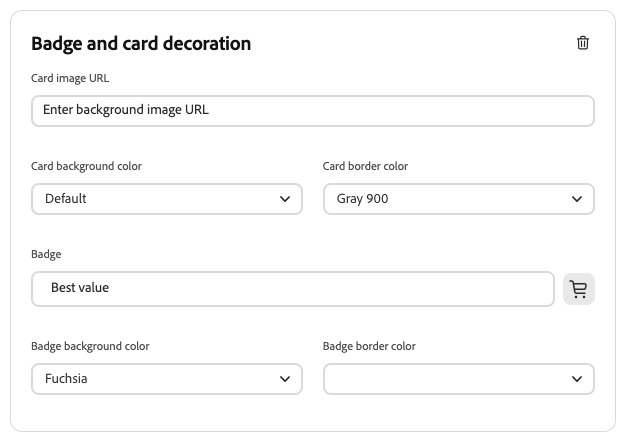 Badge and card decoration
Card image URL
Enter background image URL
Card background color
Card border color
Default
Gray 900
Badge
Best value
Badge background color
Badge border color
Fuchsia